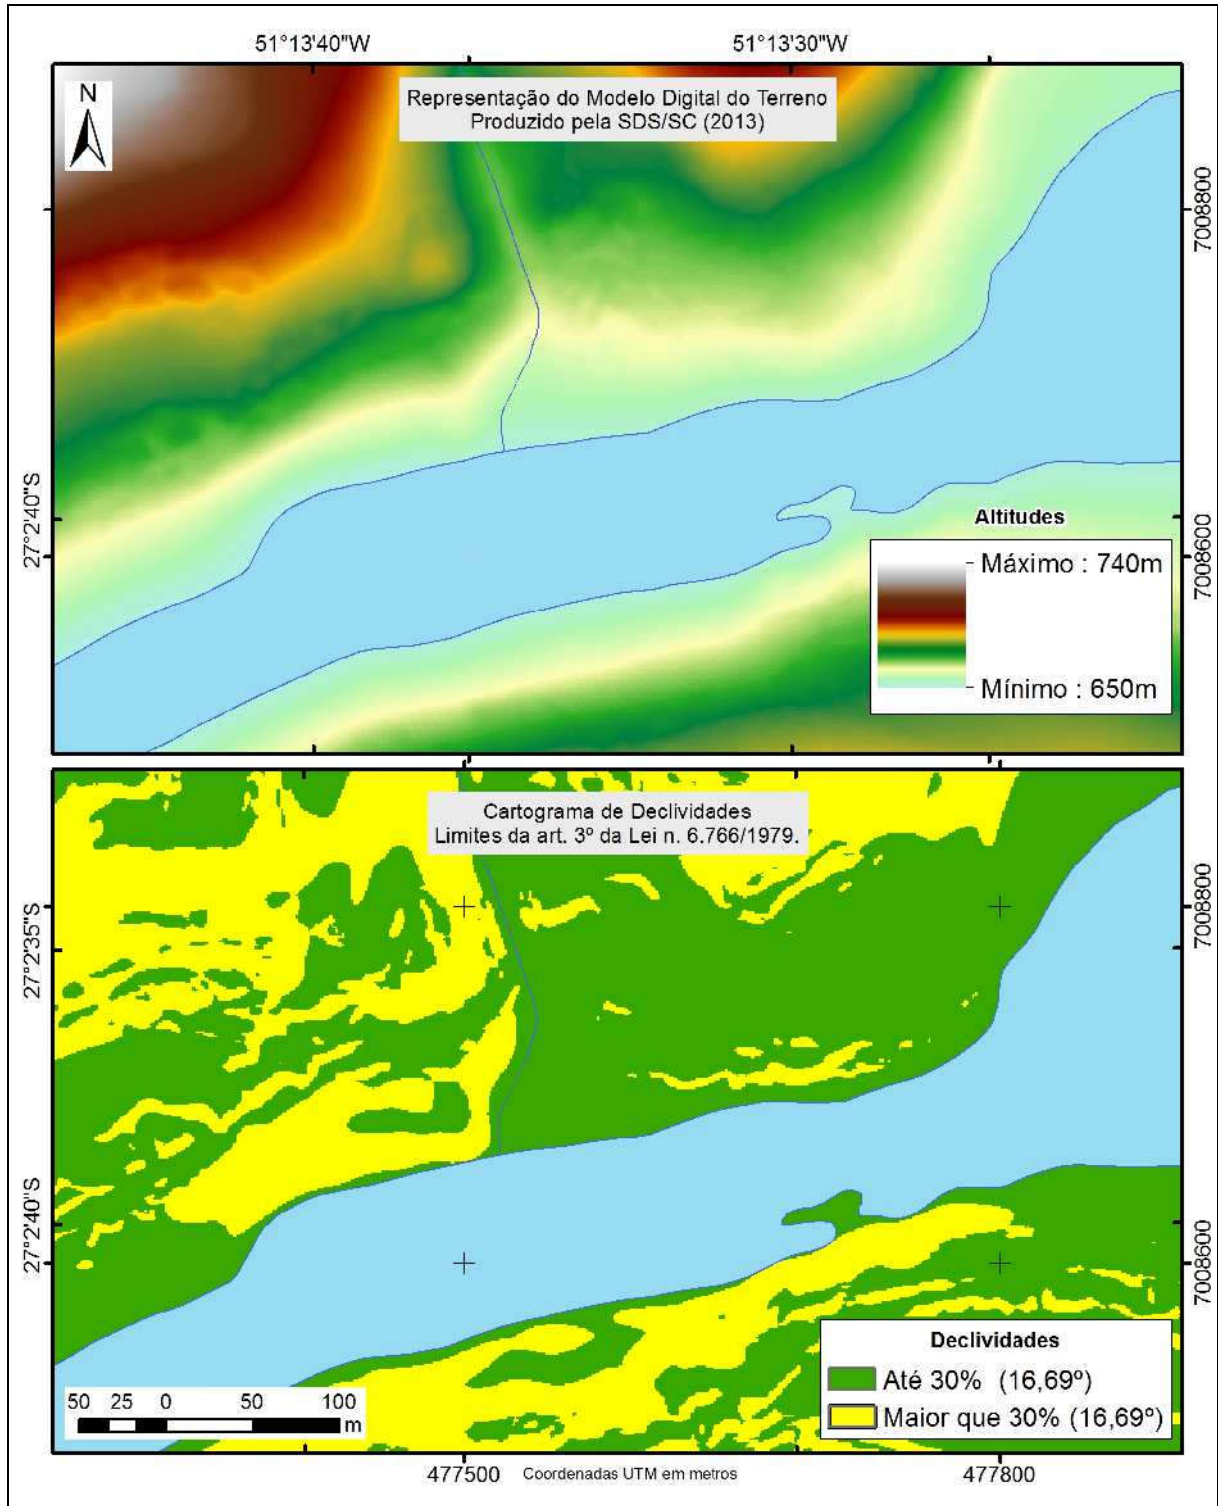 51°13'40"W
51°13'30"W
N
Representação do Modelo Digital do Terreno
Produzido pela SDS/SC (2013)
7008800
27°2'40"S
7008600
Altitudes
Máximo : 740m
Mínimo : 650m
Cartograma de Declividades
Limites da art. 3º da Lei n. 6.766/1979.
7008800
27°2'35"S
27°2'40"S
7008600
Declividades
Até 30% (16,69º)
Maior que 30% (16,69º)
50 25 0 50 100
m
477500
Coordenadas UTM em metros
477800